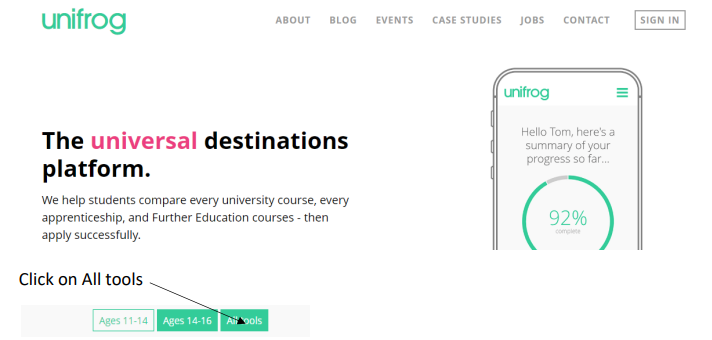 unifrog
ABOUT BLOG EVENTS CASE STUDIES JOBS CONTACT SIGN IN
unifrog
Hello Tom, here's a
summary of your
progress so far...
92%
complete
The universal destinations
platform.
We help students compare every university course, every
apprenticeship, and Further Education courses - then
apply successfully.
Click on All tools
Ages 11-14 Ages 14-16 All tools